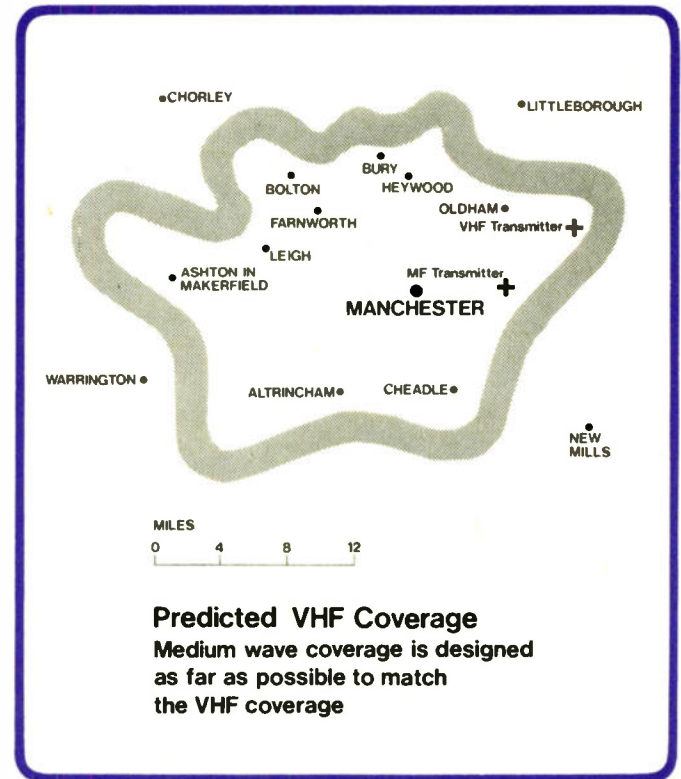 CHORLEY
LITTLEBOROUGH
BURY
BOLTON
HEYWOOD
FARNWORTH
OLDHAM
VHF Transmitter
LEIGH
ASHTON IN
MAKERFIELD
MF Transmitter
MANCHESTER
WARRINGTON
ALTRINCHAM
CHEADLE
NEW
MILLS
MILES
0 4 8 12
Predicted VHF Coverage
Medium wave coverage is designed
as far as possible to match
the VHF coverage